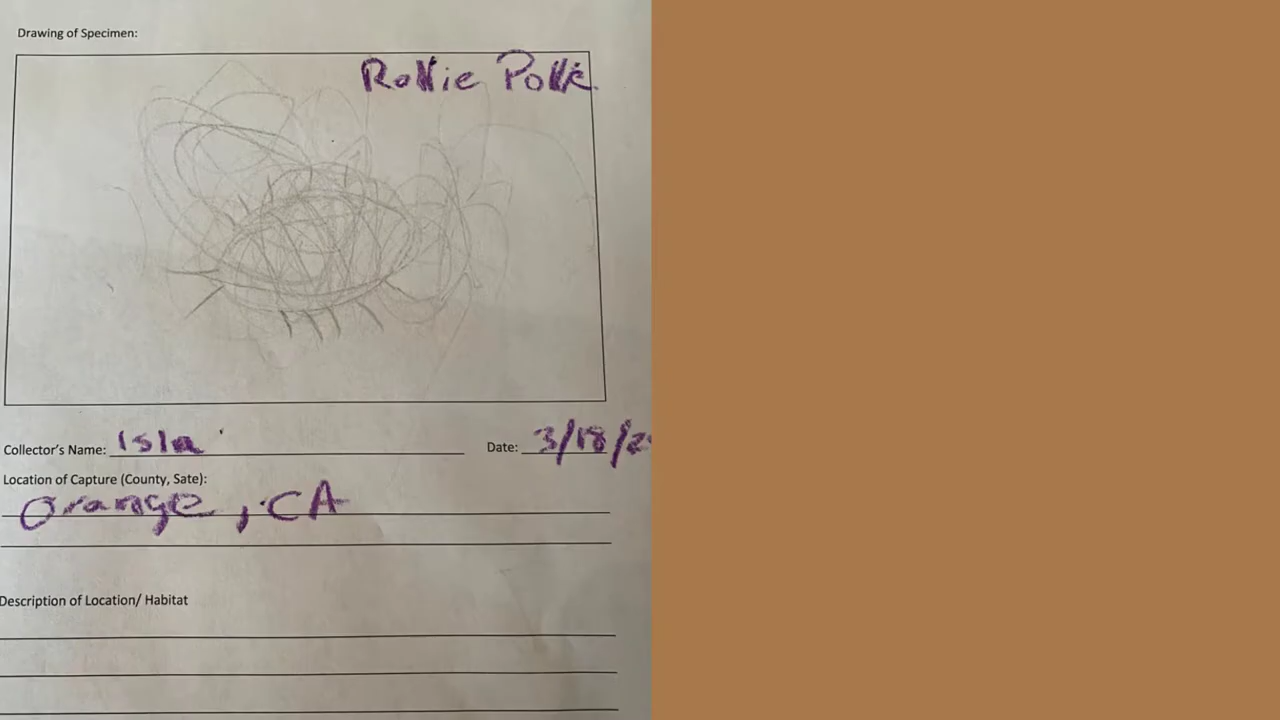 Drawing of Specimen:
Rollie Pollie
Collector's Name: Isla Date: 3/18/2
Location of Capture (County, Sate):
Orange, CA
Description of Location/ Habitat